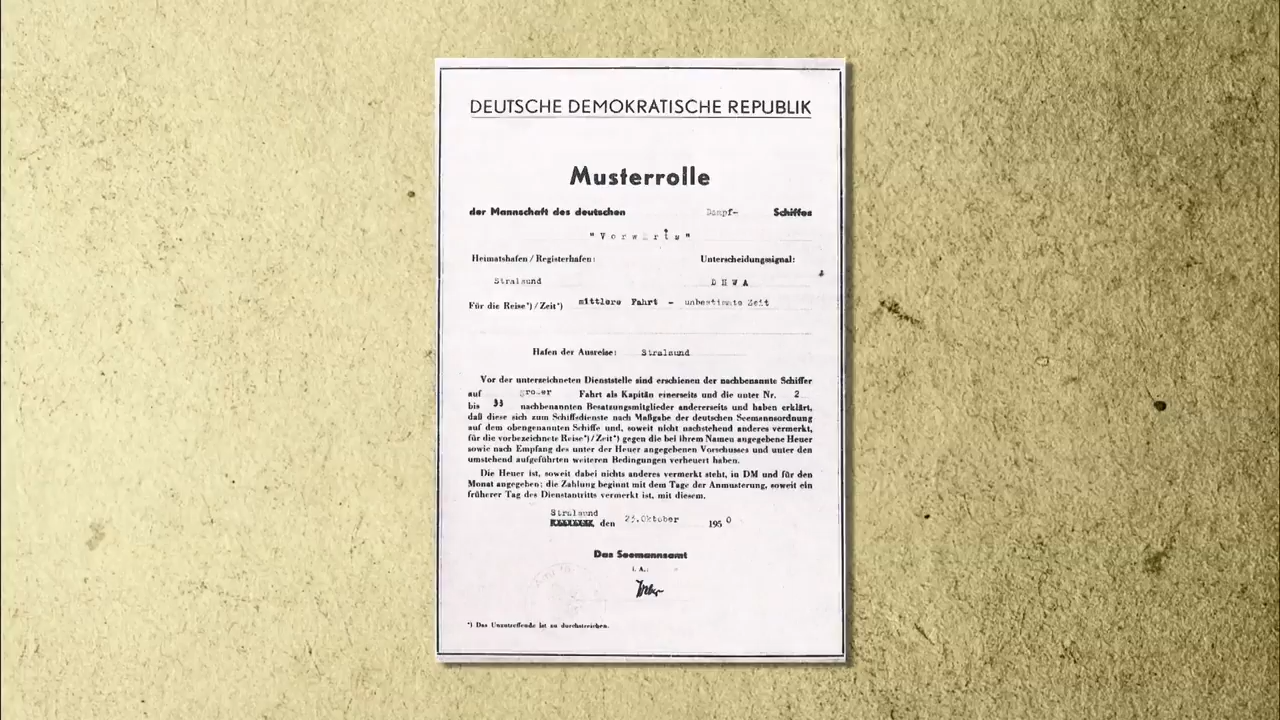 DEUTSCHE DEMOKRATISCHE REPUBLIK
Musterrolle
der Mannschaft des deutschen Dampf- Schiffes
"Vorwärts"
Heimatshafen / Registerhafen: Unterscheidungssignal:
Stralsund DHWA
Für die Reise*) / Zeit*) mittlere Fahrt - unbestimmte Zeit
Hafen der Ausreise: Stralsund
Vor der unterzeichneten Dienststelle sind erschienen der nachbenannte Schiffer
auf großer Fahrt als Kapitän einerseits und die unter Nr. 2
bis 33 nachbenannten Besatzungsmitglieder andererseits und haben erklärt,
daß diese sich zum Schiffsdienste nach Maßgabe der deutschen Seemannsordnung
auf dem obengenannten Schiffe und, soweit nicht nachstehend anderes vermerkt,
für die vorbezeichnete Reise*) / Zeit*) gegen die bei ihrem Namen angegebene Heuer
sowie nach Empfang des unter der Heuer angegebenen Vorschusses und unter den
umstehend aufgeführten weiteren Bedingungen verheuert haben.
Die Heuer ist, soweit dabei nichts anderes vermerkt steht, in DM und für den
Monat angegeben; die Zahlung beginnt mit dem Tage der Anmusterung, soweit ein
früherer Tag des Dienstantritts vermerkt ist, mit diesem.
Stralsund
den 23.Oktober 1950
Das Seemannsamt
i. A.:
*) Das Unzutreffende ist zu durchstreichen.